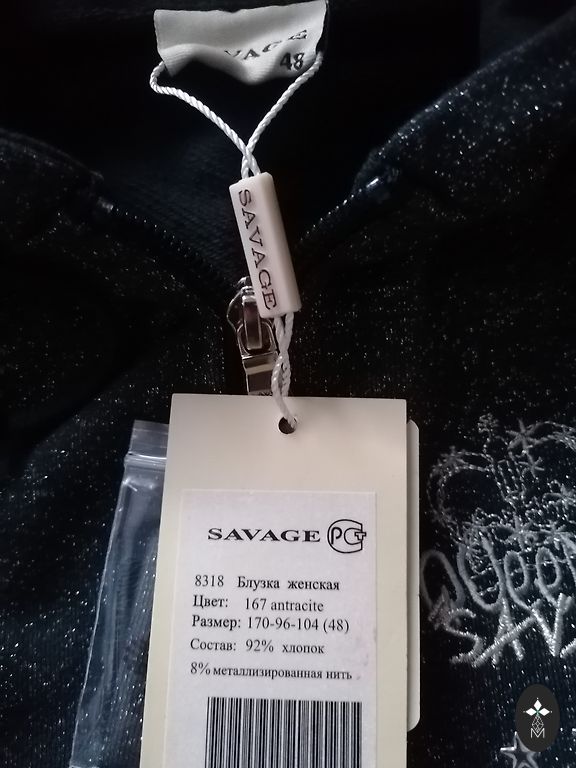 48
SAVAGE
SAVAGE PCT
8318 Блузка женская
Цвет: 167 antracite
Размер: 170-96-104 (48)
Состав: 92% хлопок
8% металлизированная нить
M